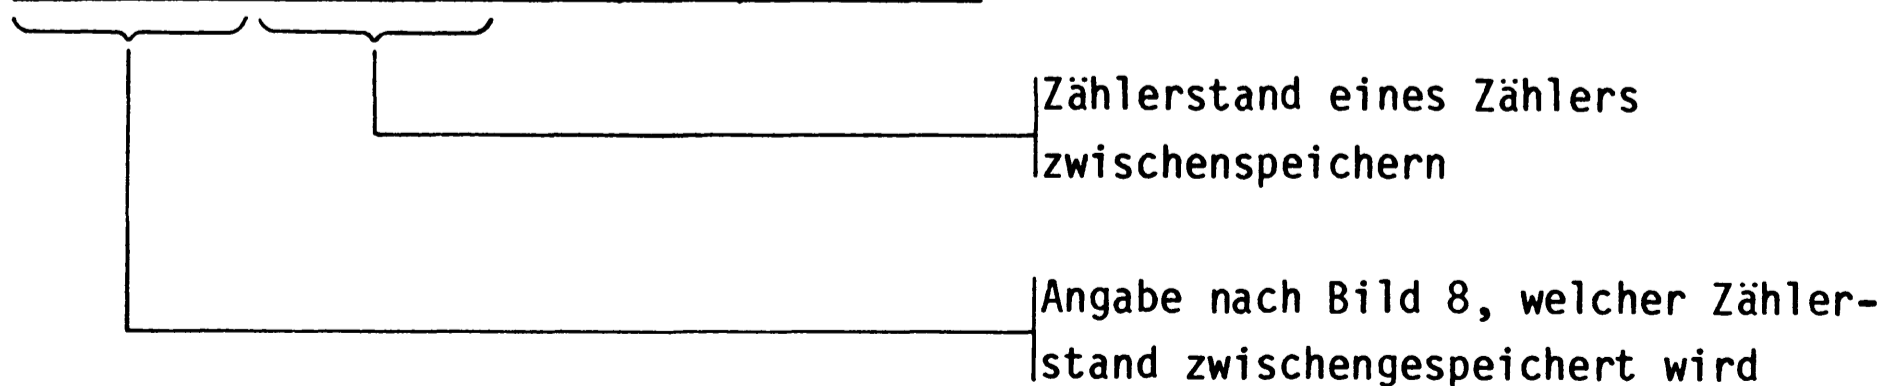 Zählerstand eines Zählers
zwischenspeichern
Angabe nach Bild 8, welcher Zähler-
stand zwischengespeichert wird